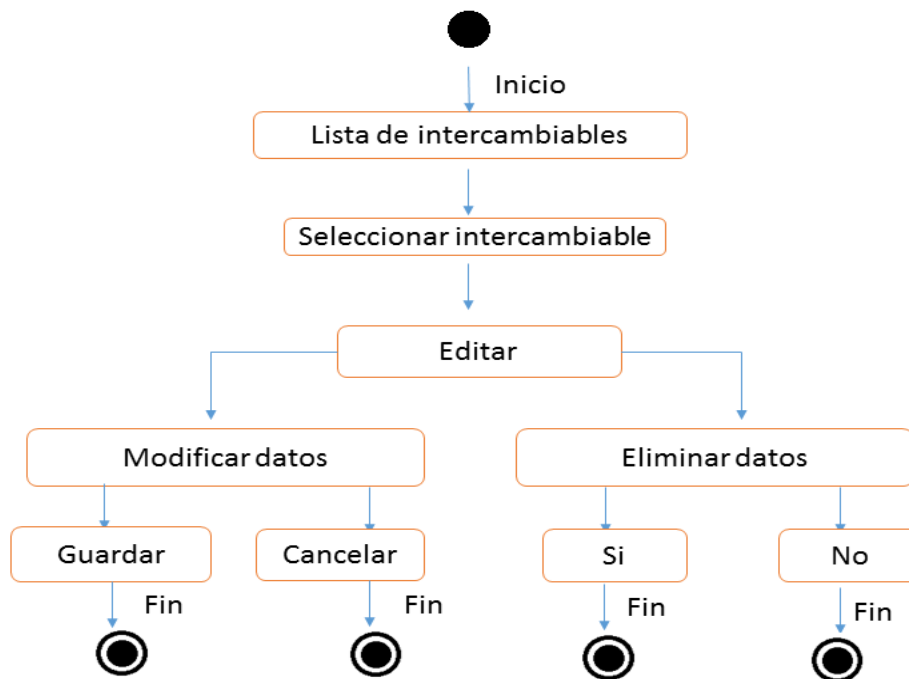 Inicio
Lista de intercambiables
Seleccionar intercambiable
Editar
Modificar datos
Eliminar datos
Guardar
Cancelar
Si
No
Fin
Fin
Fin
Fin